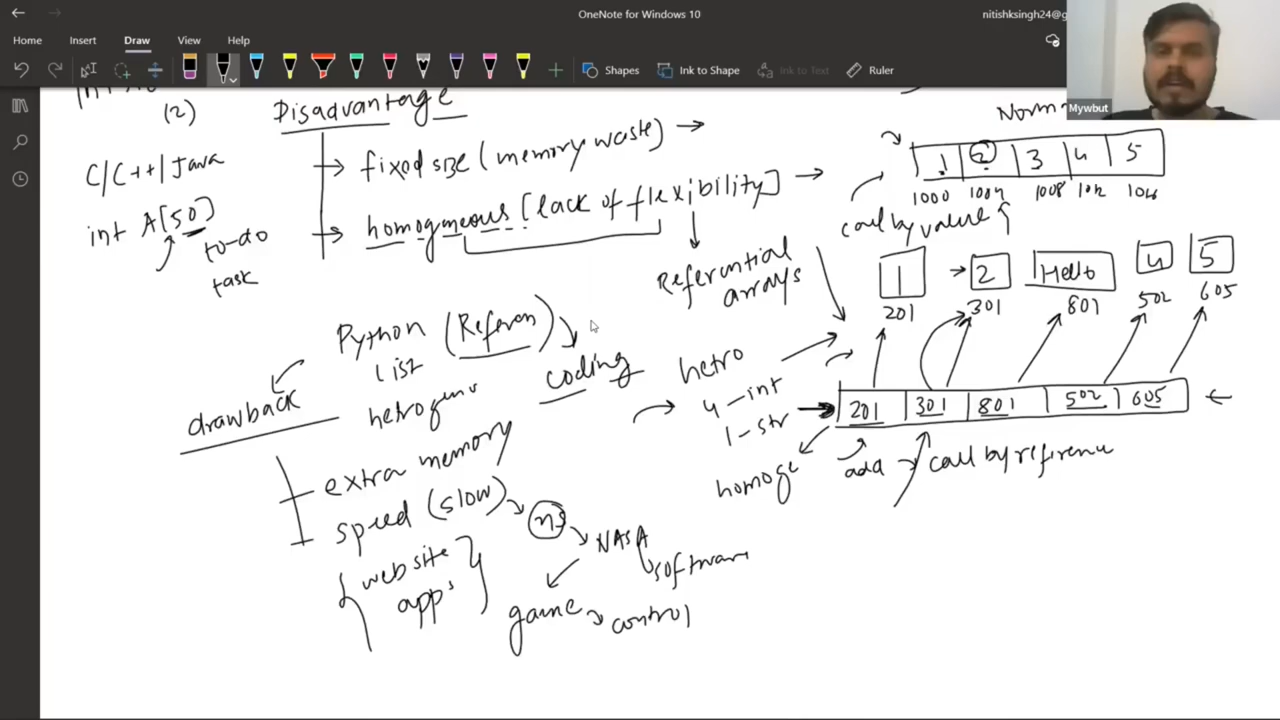 OneNote for Windows 10
nitishksingh24@g
Home Insert Draw View Help
Shapes Ink to Shape Ink to Text Ruler
Mywbut
(2)
Disadvantage
C/C++/Java
→ fixed size (memory waste) →
int A[50]
to-do
task
→ homogneous [lack of flexibility] →
Referential
arrays
Norm
1 2 3 4 5
1000 1004 1008 1012
call by value
1 → 2 Hello 4 5
201 301 801 502 605
Python (Referen)
list
hetrogenu
coding
drawback
extra memory
speed (slow)
ns
NASA
software
{website
apps}
game
control
hetro
4-int
1-str
homoge
201 301 801 502 605
add → call by reference